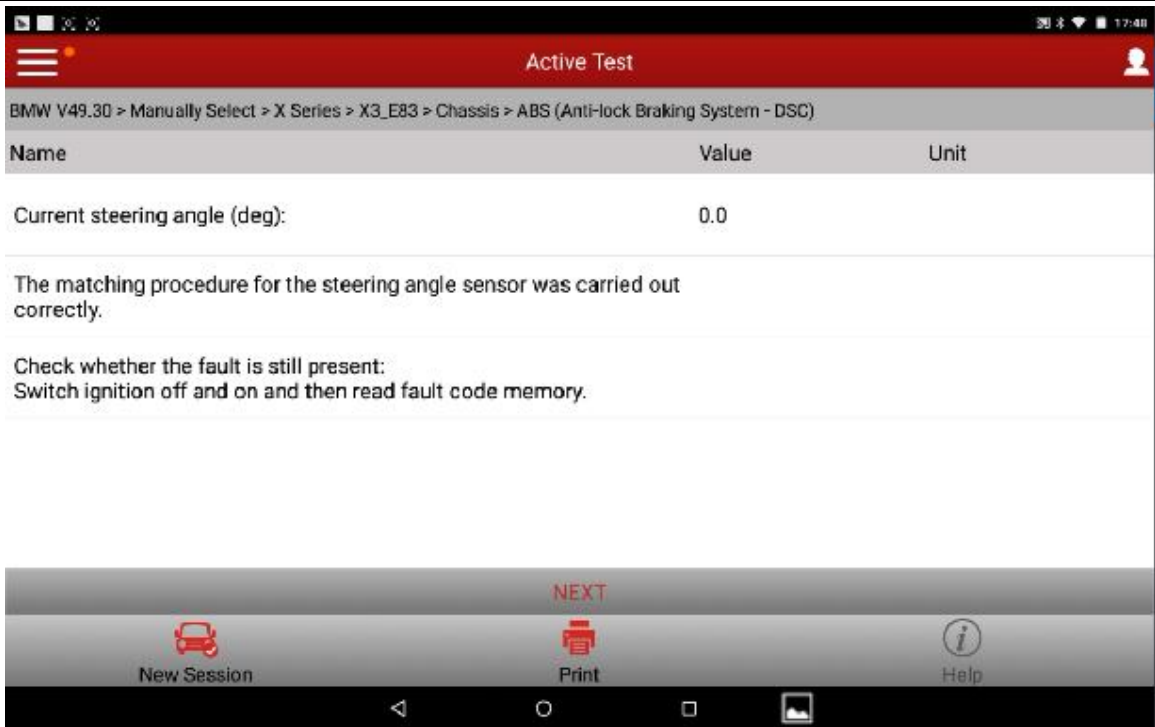 17:48
Active Test
BMW V49.30 > Manually Select > X Series > X3_E83 > Chassis > ABS (Anti-lock Braking System - DSC)
Name Value Unit
Current steering angle (deg): 0.0
The matching procedure for the steering angle sensor was carried out
correctly.
Check whether the fault is still present:
Switch ignition off and on and then read fault code memory.
NEXT
New Session Print Help